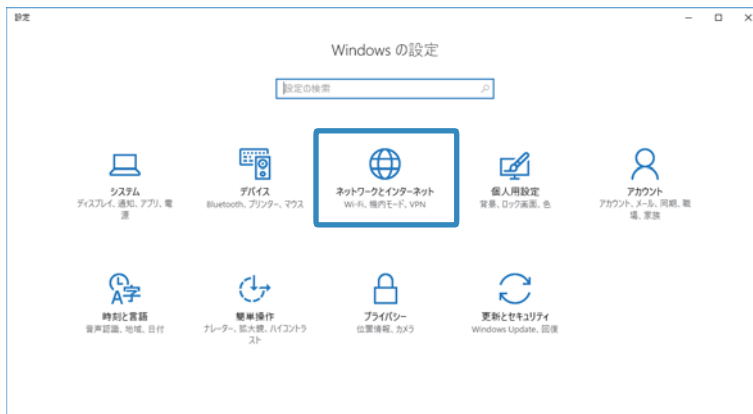 設定
Windows の設定
設定の検索
システム
ディスプレイ、通知、アプリ、電
源
デバイス
Bluetooth、プリンター、マウス
ネットワークとインターネット
Wi-Fi、機内モード、VPN
個人用設定
背景、ロック画面、色
アカウント
アカウント、メール、同期、職
場、家族
時刻と言語
音声認識、地域、日付
簡単操作
ナレーター、拡大鏡、ハイコントラ
スト
プライバシー
位置情報、カメラ
更新とセキュリティ
Windows Update、回復